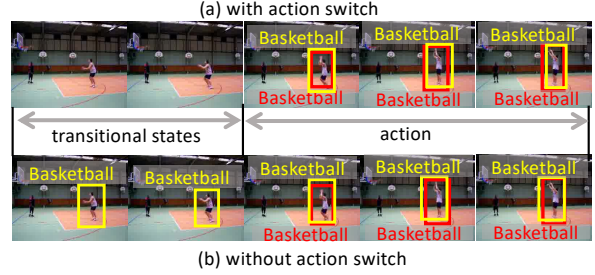 (a) with action switch
Basketball Basketball Basketball
Basketball Basketball Basketball
transitional states action
Basketball Basketball Basketball Basketball Basketball
Basketball Basketball Basketball
(b) without action switch